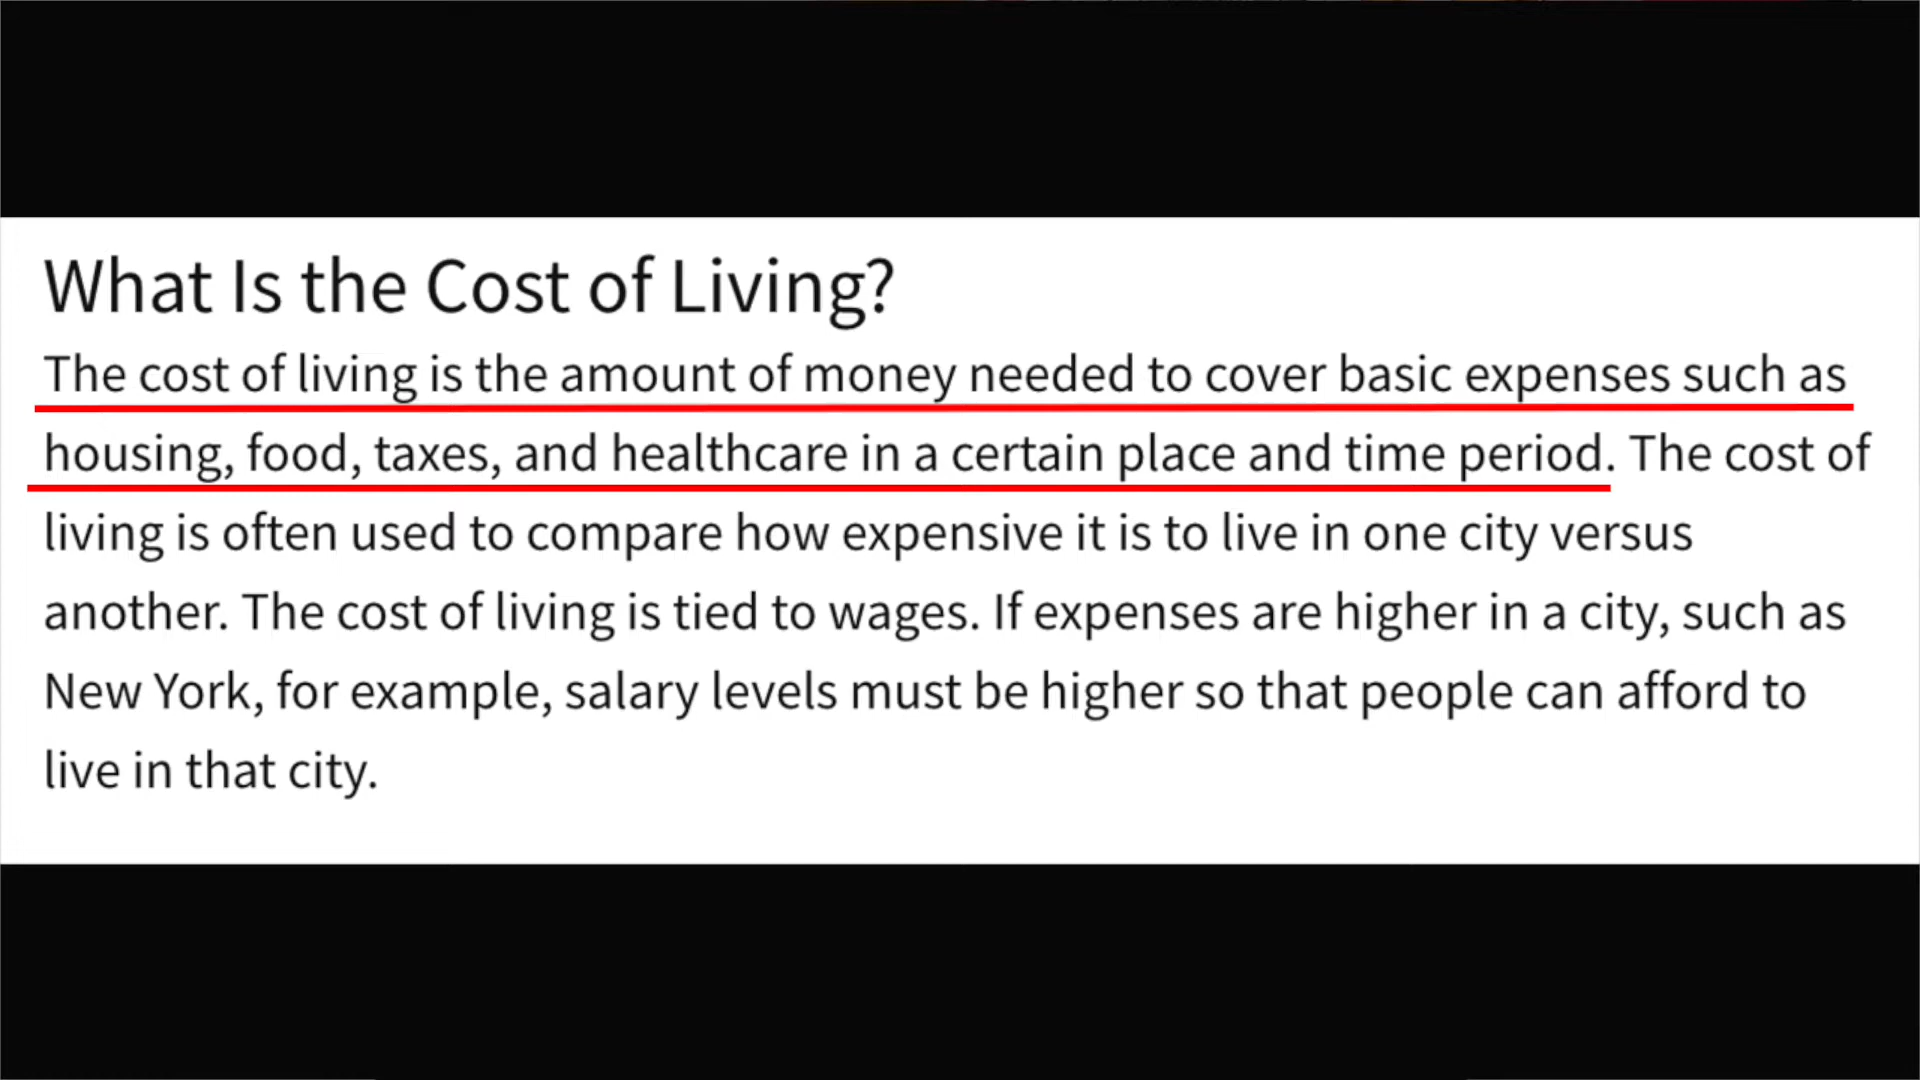 What Is the Cost of Living?
The cost of living is the amount of money needed to cover basic expenses such as
housing, food, taxes, and healthcare in a certain place and time period. The cost of
living is often used to compare how expensive it is to live in one city versus
another. The cost of living is tied to wages. If expenses are higher in a city, such as
New York, for example, salary levels must be higher so that people can afford to
live in that city.